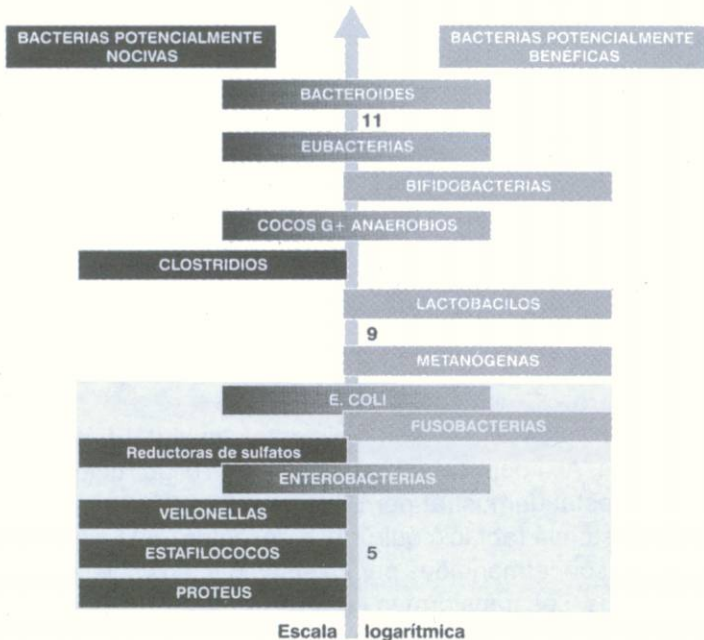 BACTERIAS POTENCIALMENTE
NOCIVAS
BACTERIAS POTENCIALMENTE
BENÉFICAS
BACTEROIDES
11
EUBACTERIAS
BIFIDOBACTERIAS
COCOS G+ ANAEROBIOS
CLOSTRIDIOS
LACTOBACILOS
9
METANÓGENAS
E. COLI
FUSOBACTERIAS
Reductoras de sulfatos
ENTEROBACTERIAS
VEILONELLAS
ESTAFILOCOCOS
5
PROTEUS
Escala logarítmica